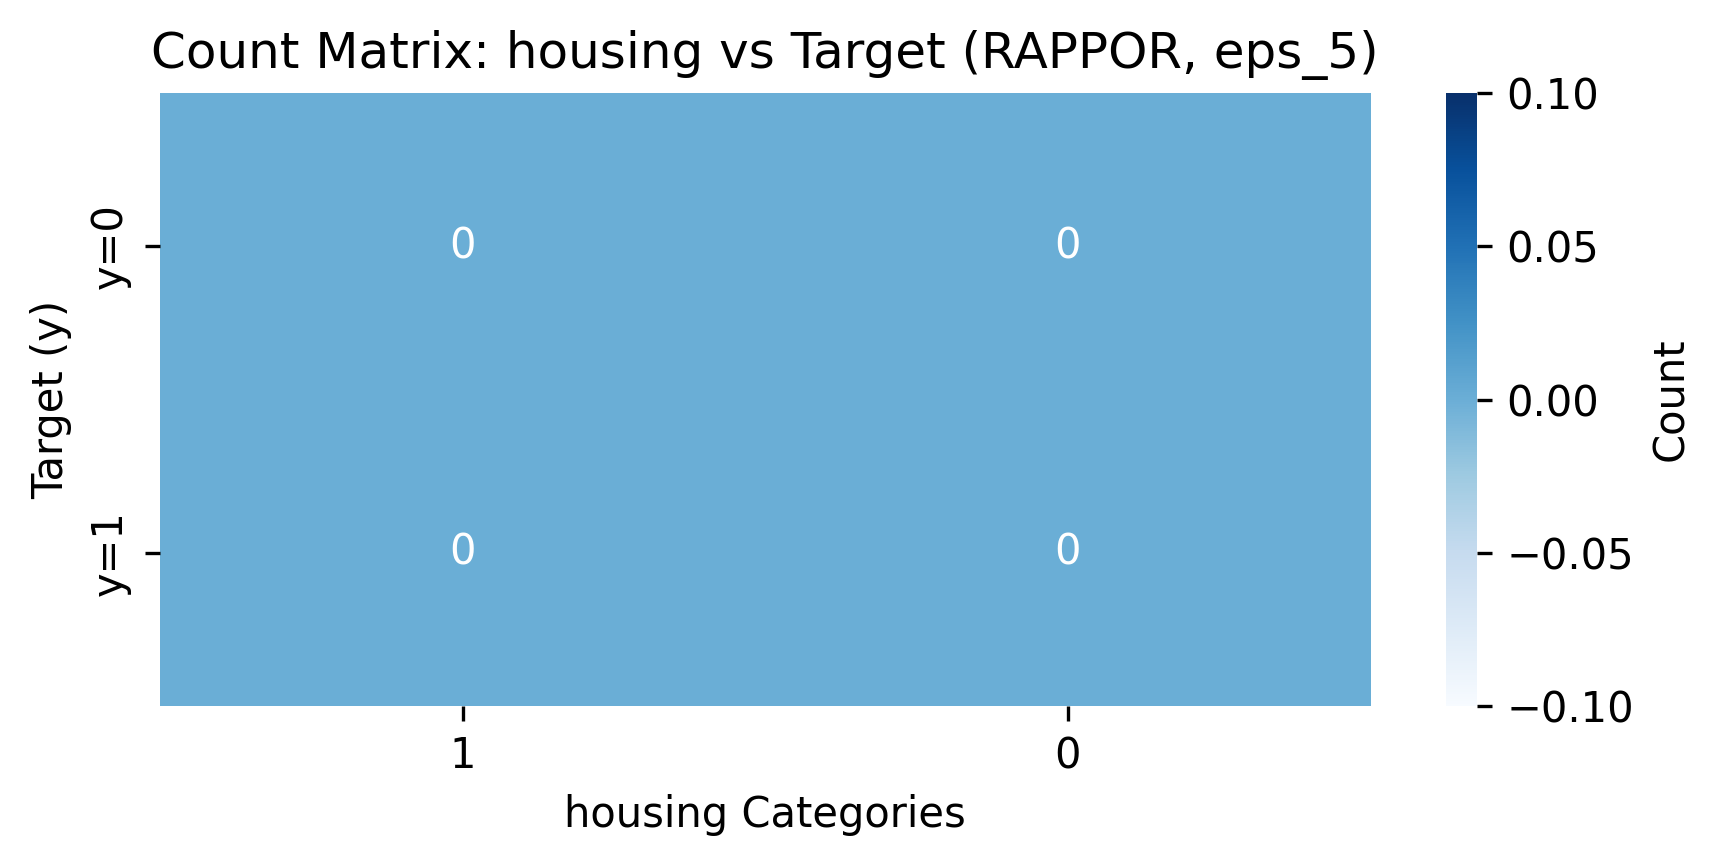 Count Matrix: housing vs Target (RAPPOR, eps_5)
Target (y)
y=0
y=1
0 0
0 0
1 0
housing Categories
0.10
0.05
0.00
−0.05
−0.10
Count